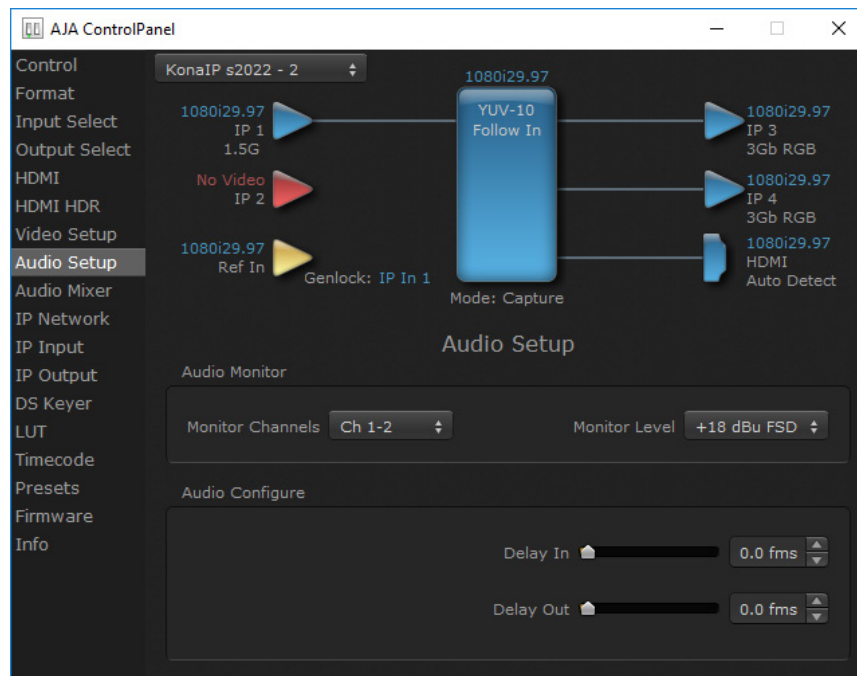 AJA ControlPanel
Control
Format
Input Select
Output Select
HDMI
HDMI HDR
Video Setup
Audio Setup
Audio Mixer
IP Network
IP Input
IP Output
DS Keyer
LUT
Timecode
Presets
Firmware
Info
KonaIP s2022 - 2
1080i29.97
1080i29.97
IP 1
1.5G
No Video
IP 2
1080i29.97
Ref In
Genlock: IP In 1
YUV-10
Follow In
Mode: Capture
1080i29.97
IP 3
3Gb RGB
1080i29.97
IP 4
3Gb RGB
1080i29.97
HDMI
Auto Detect
Audio Setup
Audio Monitor
Monitor Channels Ch 1-2
Monitor Level +18 dBu FSD
Audio Configure
Delay In 0.0 fms
Delay Out 0.0 fms